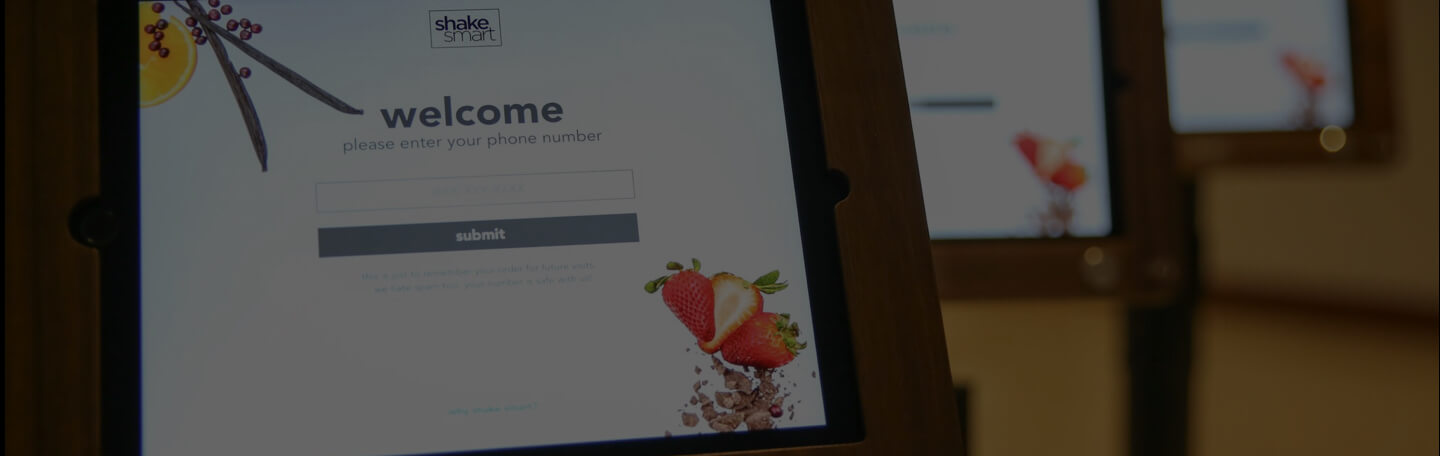 shake
smart
welcome
please enter your phone number
submit
this is just to remember your order for future visits.
we hate spam too, your number is safe with us!
why shake smart?